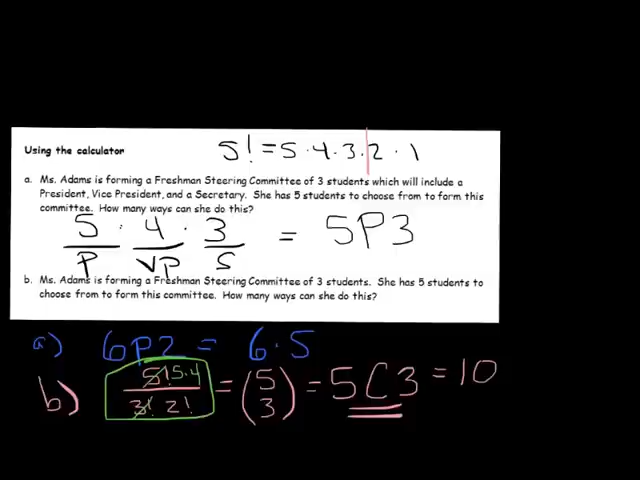 Using the calculator 5! = 5 · 4 · 3 · 2 · 1
a. Ms. Adams is forming a Freshman Steering Committee of 3 students which will include a
President, Vice President, and a Secretary. She has 5 students to choose from to form this
committee. How many ways can she do this?
5 · 4 · 3 = 5P3
P VP S
b. Ms. Adams is forming a Freshman Steering Committee of 3 students. She has 5 students to
choose from to form this committee. How many ways can she do this?
a) 6P2 = 6 · 5
b) 5! 5·4 / 3! 2! = (5 3) = 5C3 = 10